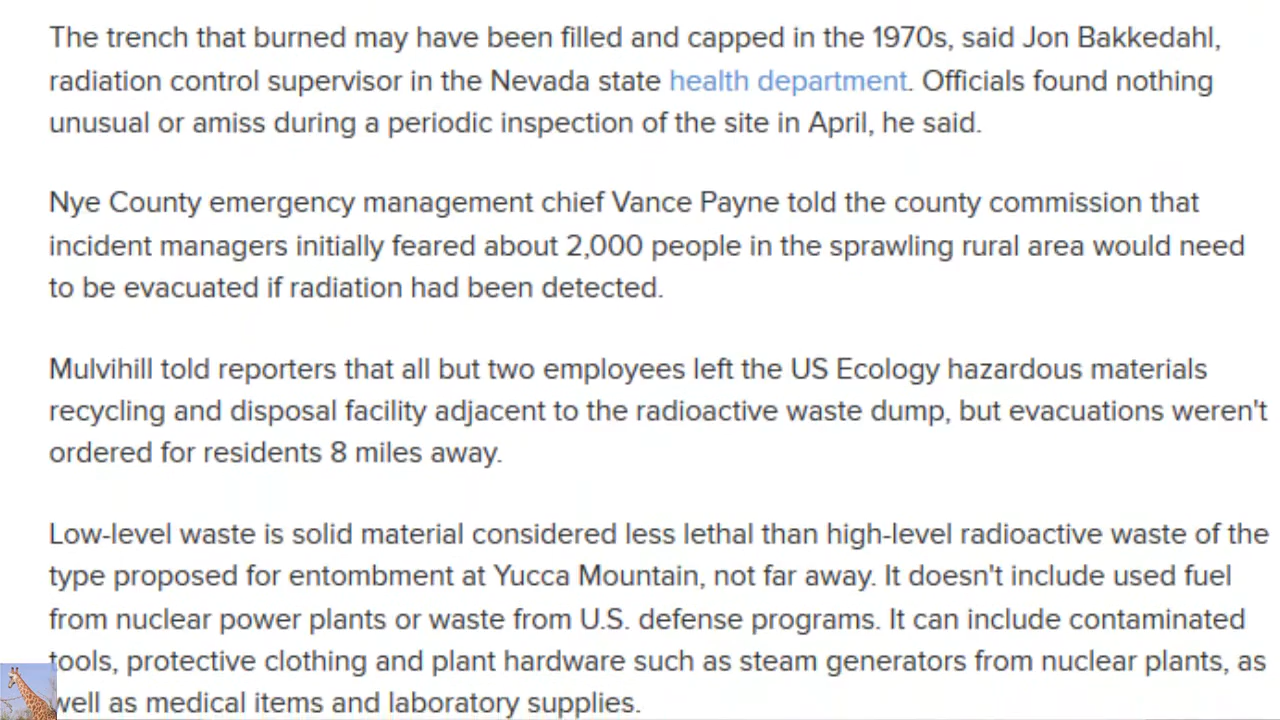 The trench that burned may have been filled and capped in the 1970s, said Jon Bakkedahl,
radiation control supervisor in the Nevada state health department. Officials found nothing
unusual or amiss during a periodic inspection of the site in April, he said.
Nye County emergency management chief Vance Payne told the county commission that
incident managers initially feared about 2,000 people in the sprawling rural area would need
to be evacuated if radiation had been detected.
Mulvihill told reporters that all but two employees left the US Ecology hazardous materials
recycling and disposal facility adjacent to the radioactive waste dump, but evacuations weren't
ordered for residents 8 miles away.
Low-level waste is solid material considered less lethal than high-level radioactive waste of the
type proposed for entombment at Yucca Mountain, not far away. It doesn't include used fuel
from nuclear power plants or waste from U.S. defense programs. It can include contaminated
tools, protective clothing and plant hardware such as steam generators from nuclear plants, as
well as medical items and laboratory supplies.